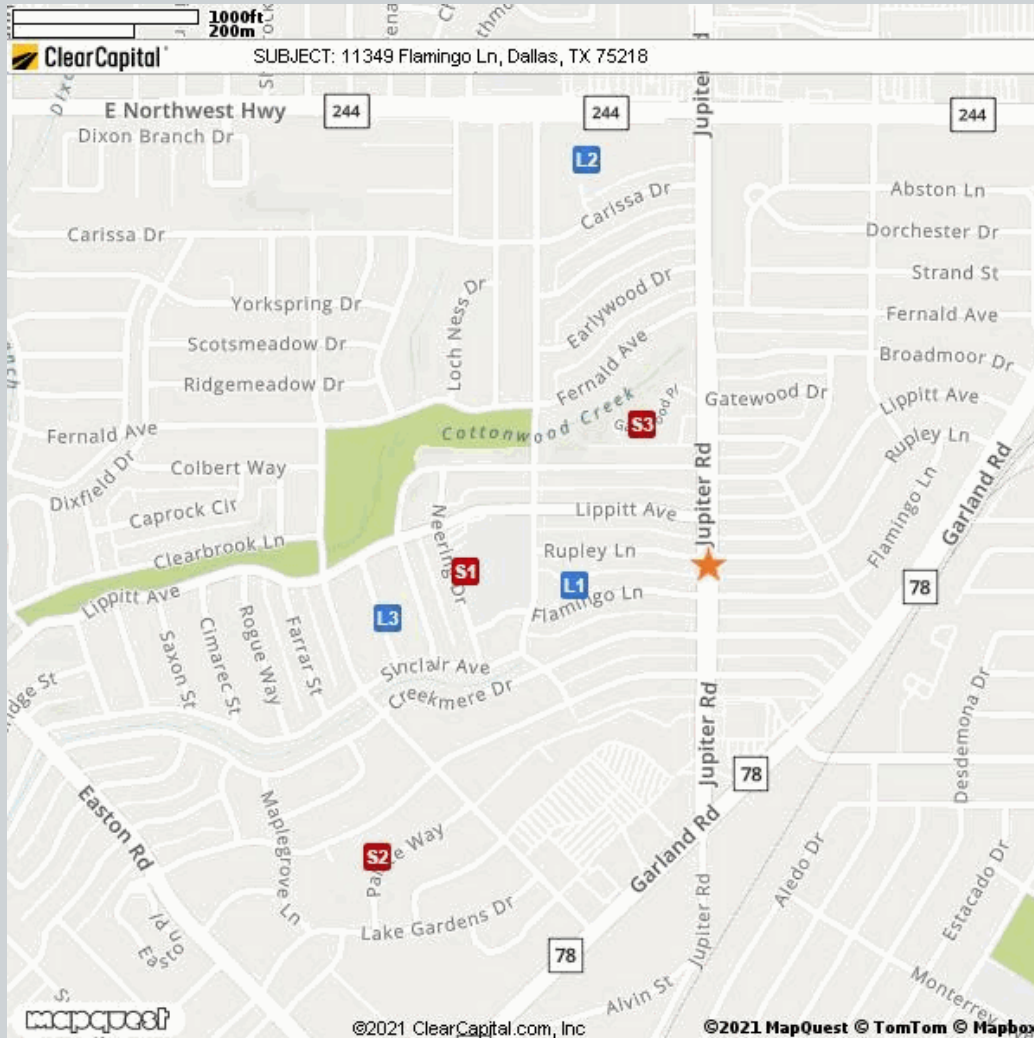 1000ft
200m
ClearCapital
SUBJECT: 11349 Flamingo Ln, Dallas, TX 75218
E Northwest Hwy
244
244
244
Jupiter
Dixon Branch Dr
L2
Carissa Dr
Abston Ln
Carissa Dr
Dorchester Dr
Strand St
Yorkspring Dr
Loch Ness Dr
Earlywood Dr
Fernald Ave
Scotsmeadow Dr
Fernald Ave
Broadmoor Dr
Ridgemeadow Dr
Gatewood Dr
Lippitt Ave
Cottonwood Creek
S3
Fernald Ave
Rupley Ln
Colbert Way
Dixfield Dr
Jupiter Rd
Garland Rd
Caprock Cir
Neering Dr
Lippitt Ave
Flamingo Ln
Clearbrook Ln
Rupley Ln
S1
L1
78
Lippitt Ave
Flamingo Ln
L3
Saxon St
Cimarec St
Rogue Way
Farrar St
Sinclair Ave
Creekmere Dr
Jupiter Rd
Desdemona Dr
78
Easton Rd
Maplegrove Ln
S2
Way
Garland Rd
Aledo Dr
Estacado Dr
Lake Gardens Dr
Jupiter Rd
Easton Pl
78
Alvin St
Monterrey
mapquest
©2021 ClearCapital.com, Inc
©2021 MapQuest © TomTom © Mapbox